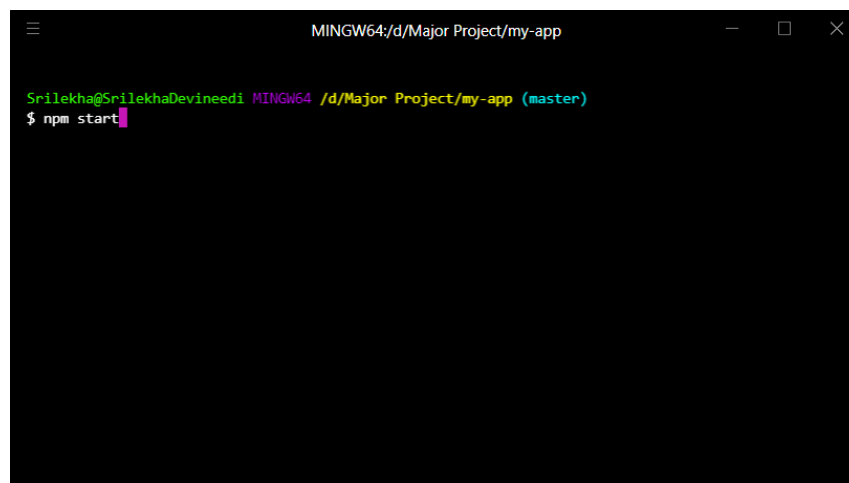 MINGW64:/d/Major Project/my-app
Srilekha@SrilekhaDevineedi MINGW64 /d/Major Project/my-app (master)
$ npm start